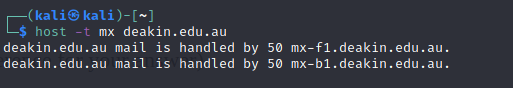 ┌──(kali㉿kali)-[~]
└─$ host -t mx deakin.edu.au
deakin.edu.au mail is handled by 50 mx-f1.deakin.edu.au.
deakin.edu.au mail is handled by 50 mx-b1.deakin.edu.au.